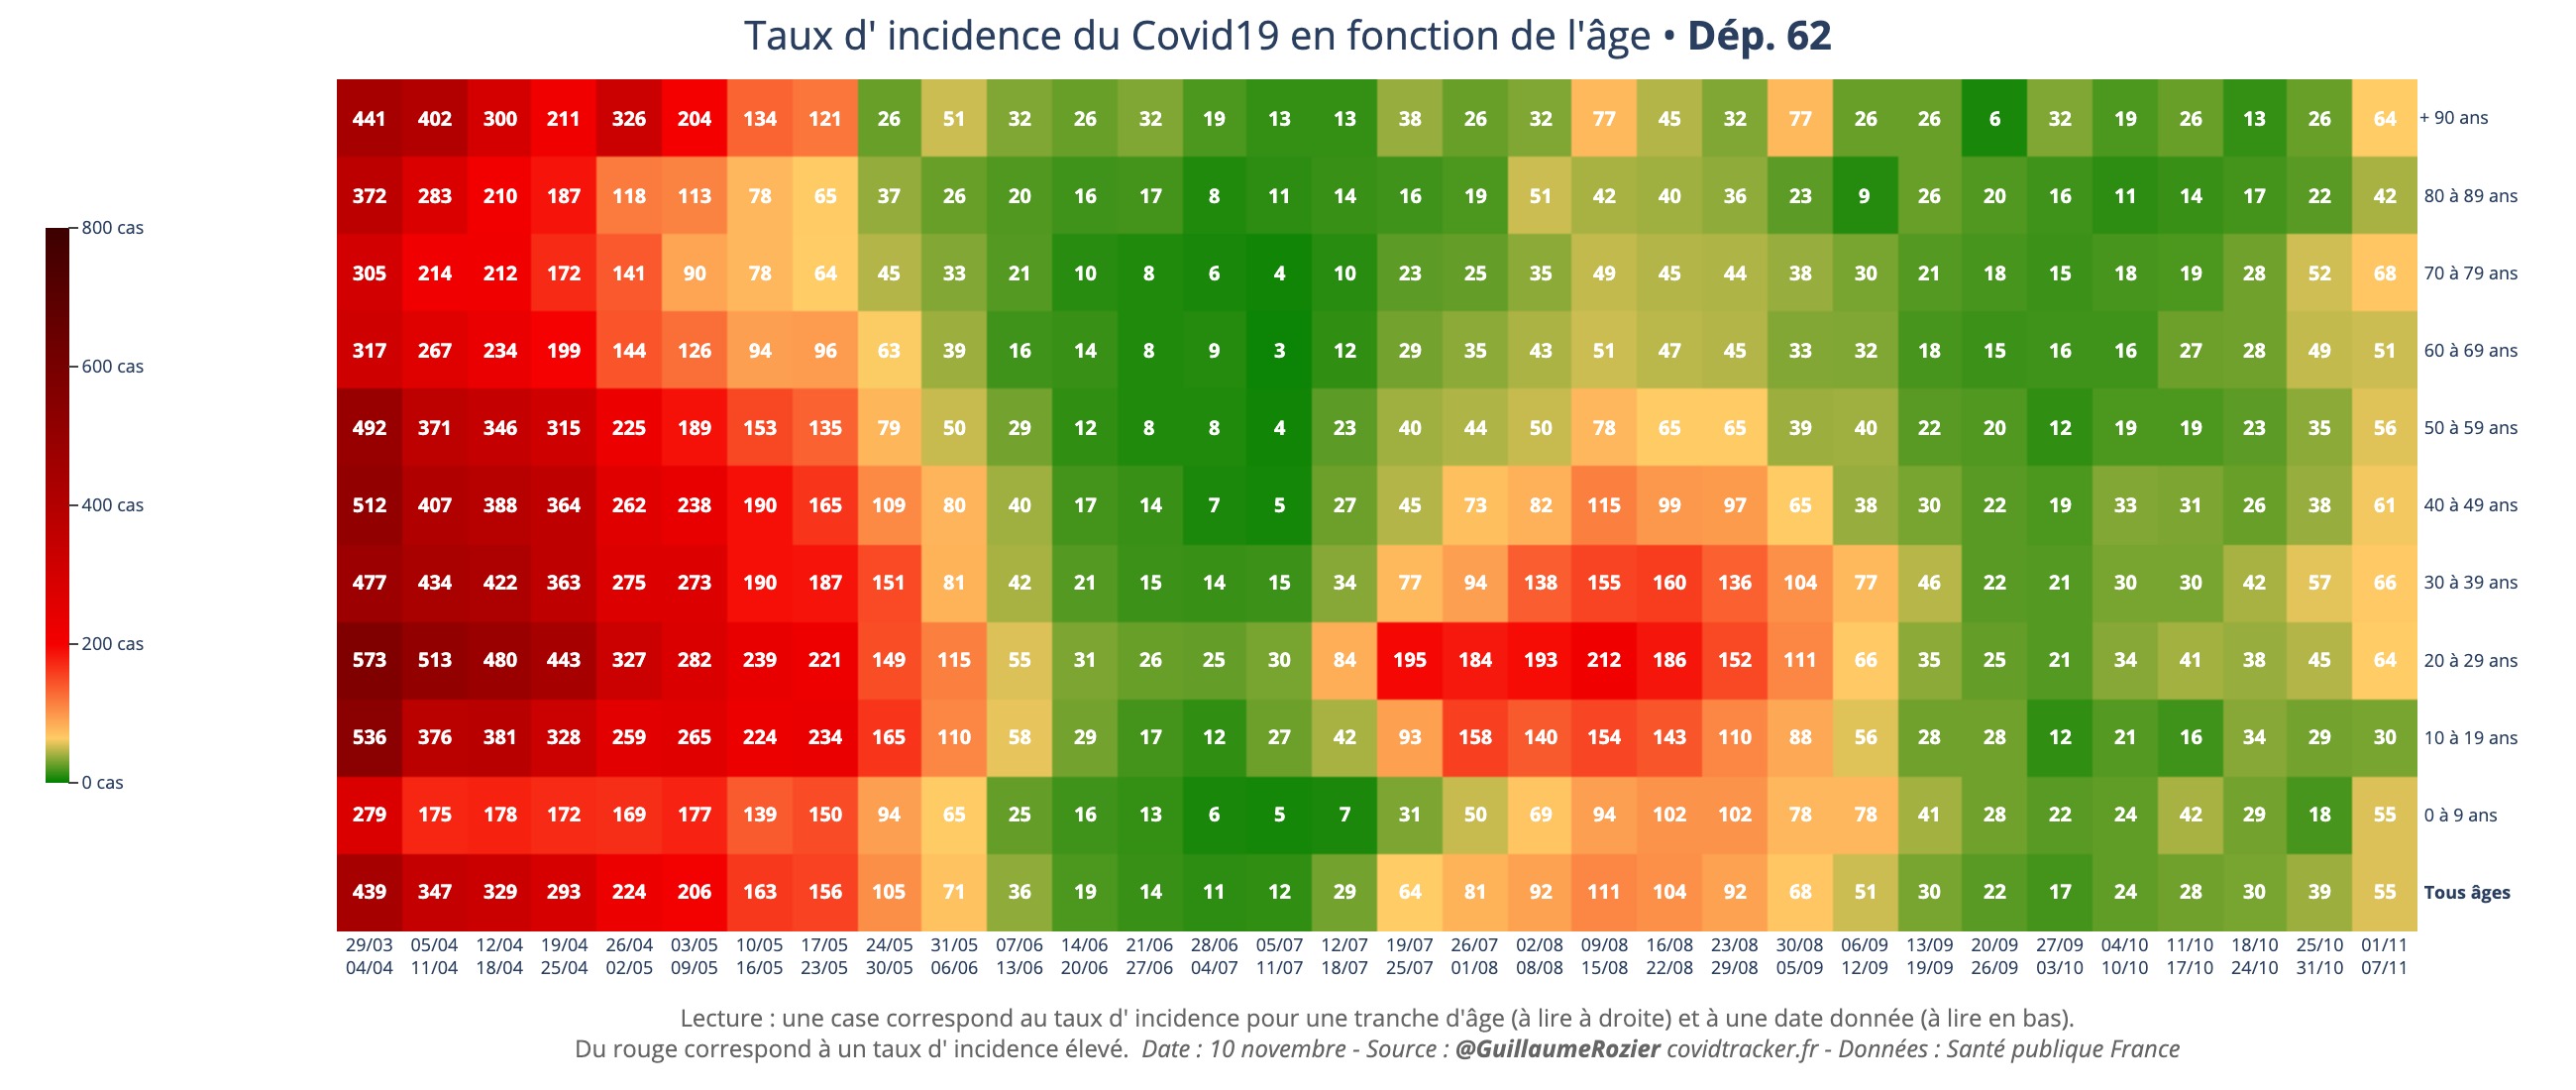 Taux d' incidence du Covid19 en fonction de l'âge • Dép. 62
800 cas
600 cas
400 cas
200 cas
0 cas
441 402 300 211 326 204 134 121 26 51 32 26 32 19 13 13 38 26 32 77 45 32 77 26 26 6 32 19 26 13 26 64 + 90 ans
372 283 210 187 118 113 78 65 37 26 20 16 17 8 11 14 16 19 51 42 40 36 23 9 26 20 16 11 14 17 22 42 80 à 89 ans
305 214 212 172 141 90 78 64 45 33 21 10 8 6 4 10 23 25 35 49 45 44 38 30 21 18 15 18 19 28 52 68 70 à 79 ans
317 267 234 199 144 126 94 96 63 39 16 14 8 9 3 12 29 35 43 51 47 45 33 32 18 15 16 16 27 28 49 51 60 à 69 ans
492 371 346 315 225 189 153 135 79 50 29 12 8 8 4 23 40 44 50 78 65 65 39 40 22 20 12 19 19 23 35 56 50 à 59 ans
512 407 388 364 262 238 190 165 109 80 40 17 14 7 5 27 45 73 82 115 99 97 65 38 30 22 19 33 31 26 38 61 40 à 49 ans
477 434 422 363 275 273 190 187 151 81 42 21 15 14 15 34 77 94 138 155 160 136 104 77 46 22 21 30 30 42 57 66 30 à 39 ans
573 513 480 443 327 282 239 221 149 115 55 31 26 25 30 84 195 184 193 212 186 152 111 66 35 25 21 34 41 38 45 64 20 à 29 ans
536 376 381 328 259 265 224 234 165 110 58 29 17 12 27 42 93 158 140 154 143 110 88 56 28 28 12 21 16 34 29 30 10 à 19 ans
279 175 178 172 169 177 139 150 94 65 25 16 13 6 5 7 31 50 69 94 102 102 78 78 41 28 22 24 42 29 18 55 0 à 9 ans
439 347 329 293 224 206 163 156 105 71 36 19 14 11 12 29 64 81 92 111 104 92 68 51 30 22 17 24 28 30 39 55 Tous âges
29/03 05/04 12/04 19/04 26/04 03/05 10/05 17/05 24/05 31/05 07/06 14/06 21/06 28/06 05/07 12/07 19/07 26/07 02/08 09/08 16/08 23/08 30/08 06/09 13/09 20/09 27/09 04/10 11/10 18/10 25/10 01/11
04/04 11/04 18/04 25/04 02/05 09/05 16/05 23/05 30/05 06/06 13/06 20/06 27/06 04/07 11/07 18/07 25/07 01/08 08/08 15/08 22/08 29/08 05/09 12/09 19/09 26/09 03/10 10/10 17/10 24/10 31/10 07/11
Lecture : une case correspond au taux d' incidence pour une tranche d'âge (à lire à droite) et à une date donnée (à lire en bas).
Du rouge correspond à un taux d' incidence élevé. Date : 10 novembre - Source : @GuillaumeRozier covidtracker.fr - Données : Santé publique France